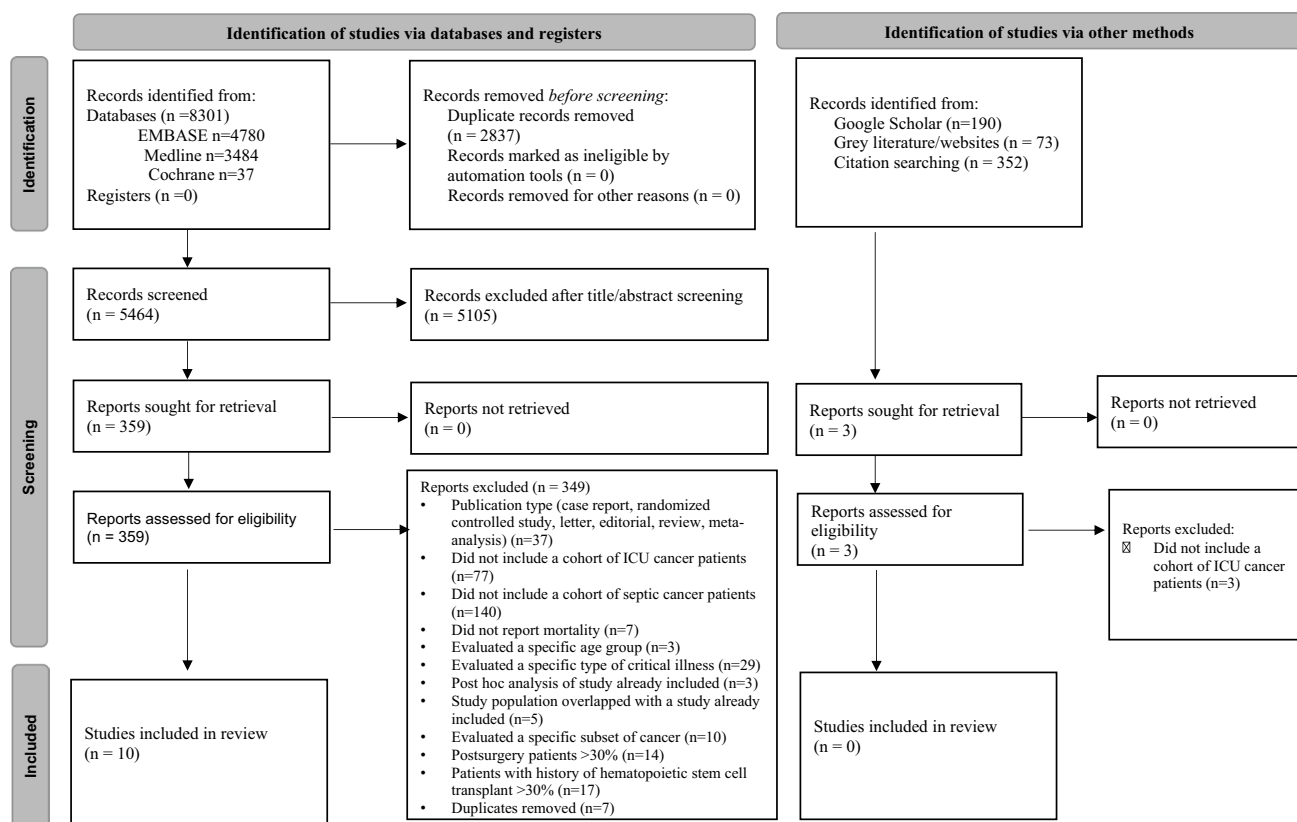 Identification of studies via databases and registers
Identification of studies via other methods
Identification
Records identified from:
Databases (n =8301)
EMBASE n=4780
Medline n=3484
Cochrane n=37
Registers (n =0)
Records removed before screening:
Duplicate records removed
(n = 2837)
Records marked as ineligible by
automation tools (n = 0)
Records removed for other reasons (n = 0)
Records identified from:
Google Scholar (n=190)
Grey literature/websites (n = 73)
Citation searching (n = 352)
Screening
Records screened
(n = 5464)
Records excluded after title/abstract screening
(n = 5105)
Reports sought for retrieval
(n = 359)
Reports not retrieved
(n = 0)
Reports sought for retrieval
(n = 3)
Reports not retrieved
(n = 0)
Reports assessed for eligibility
(n = 359)
Reports excluded (n = 349)
• Publication type (case report, randomized
controlled study, letter, editorial, review, meta-
analysis) (n=37)
• Did not include a cohort of ICU cancer patients
(n=77)
• Did not include a cohort of septic cancer patients
(n=140)
• Did not report mortality (n=7)
• Evaluated a specific age group (n=3)
• Evaluated a specific type of critical illness (n=29)
• Post hoc analysis of study already included (n=3)
• Study population overlapped with a study already
included (n=5)
• Evaluated a specific subset of cancer (n=10)
• Postsurgery patients >30% (n=14)
• Patients with history of hematopoietic stem cell
transplant >30% (n=17)
• Duplicates removed (n=7)
Reports assessed for
eligibility
(n = 3)
Reports excluded:
Did not include a
cohort of ICU cancer
patients (n=3)
Included
Studies included in review
(n = 10)
Studies included in review
(n = 0)